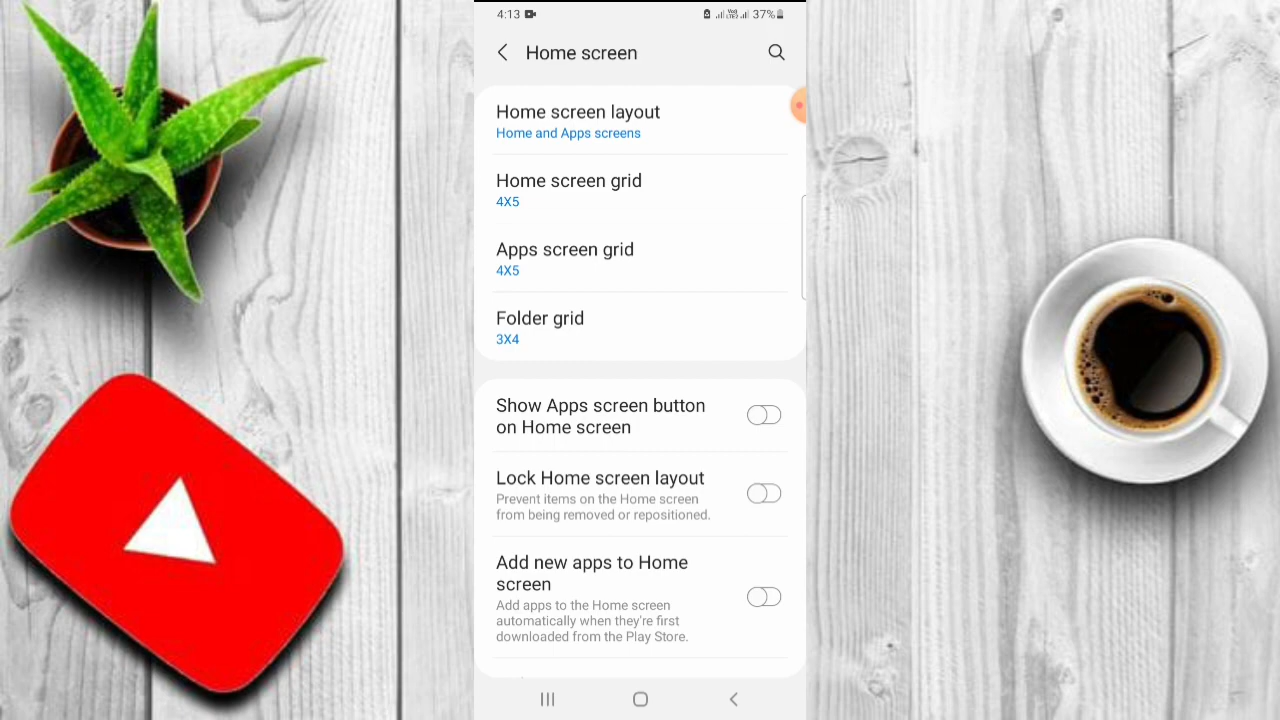 4:13
37%
Home screen
Home screen layout
Home and Apps screens
Home screen grid
4X5
Apps screen grid
4X5
Folder grid
3X4
Show Apps screen button
on Home screen
Lock Home screen layout
Prevent items on the Home screen
from being removed or repositioned.
Add new apps to Home
screen
Add apps to the Home screen
automatically when they're first
downloaded from the Play Store.